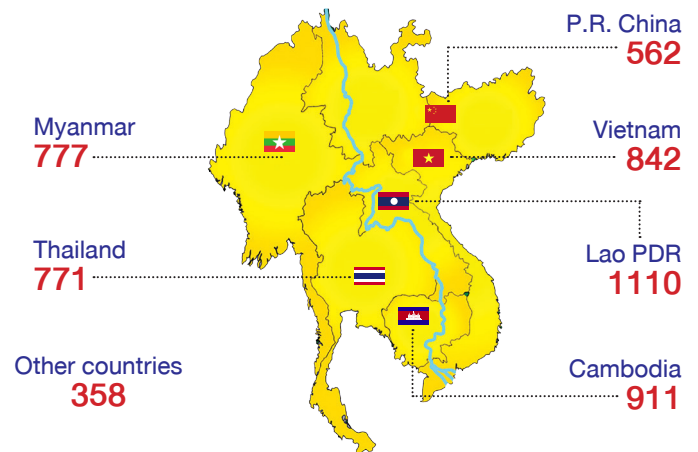 P.R. China
562
Myanmar
777
Vietnam
842
Thailand
771
Lao PDR
1110
Other countries
358
Cambodia
911